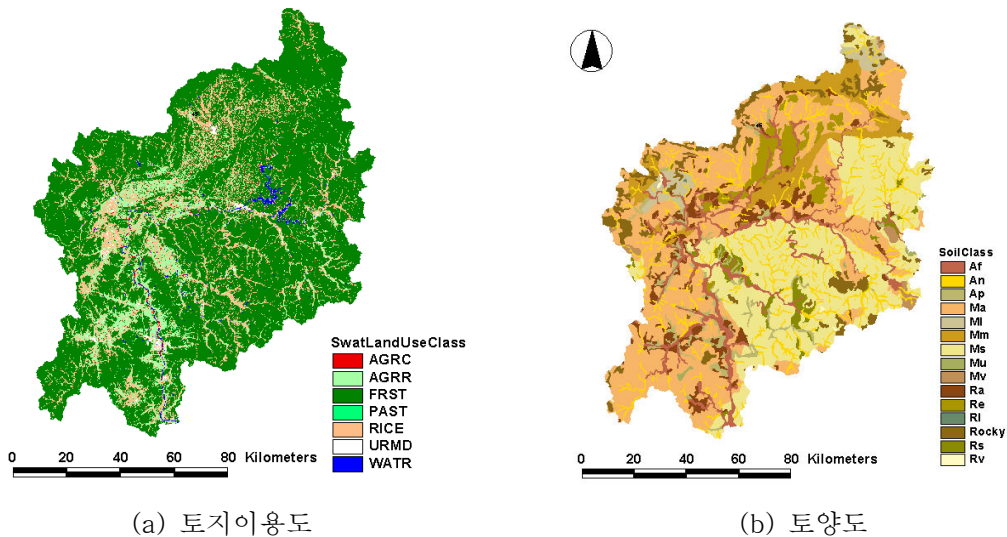 SwatLandUseClass
AGRC
AGRR
FRST
PAST
RICE
URMD
WATR
0 20 40 60 80 Kilometers
(a) 토지이용도
SoilClass
Af
An
Ap
Ma
Ml
Mm
Ms
Mu
Mv
Ra
Re
Rl
Rocky
Rs
Rv
0 20 40 60 80 Kilometers
(b) 토양도